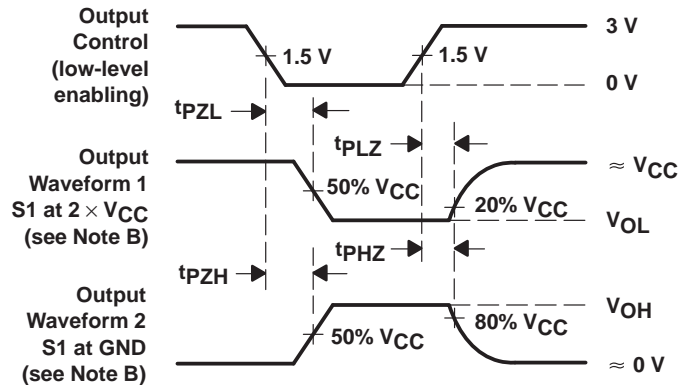 Output
Control
(low-level
enabling)
1.5 V
1.5 V
3 V
0 V
tPZL
tPLZ
Output
Waveform 1
S1 at 2 × VCC
(see Note B)
50% VCC
20% VCC
≈ VCC
VOL
tPZH
tPHZ
Output
Waveform 2
S1 at GND
(see Note B)
50% VCC
80% VCC
VOH
≈ 0 V